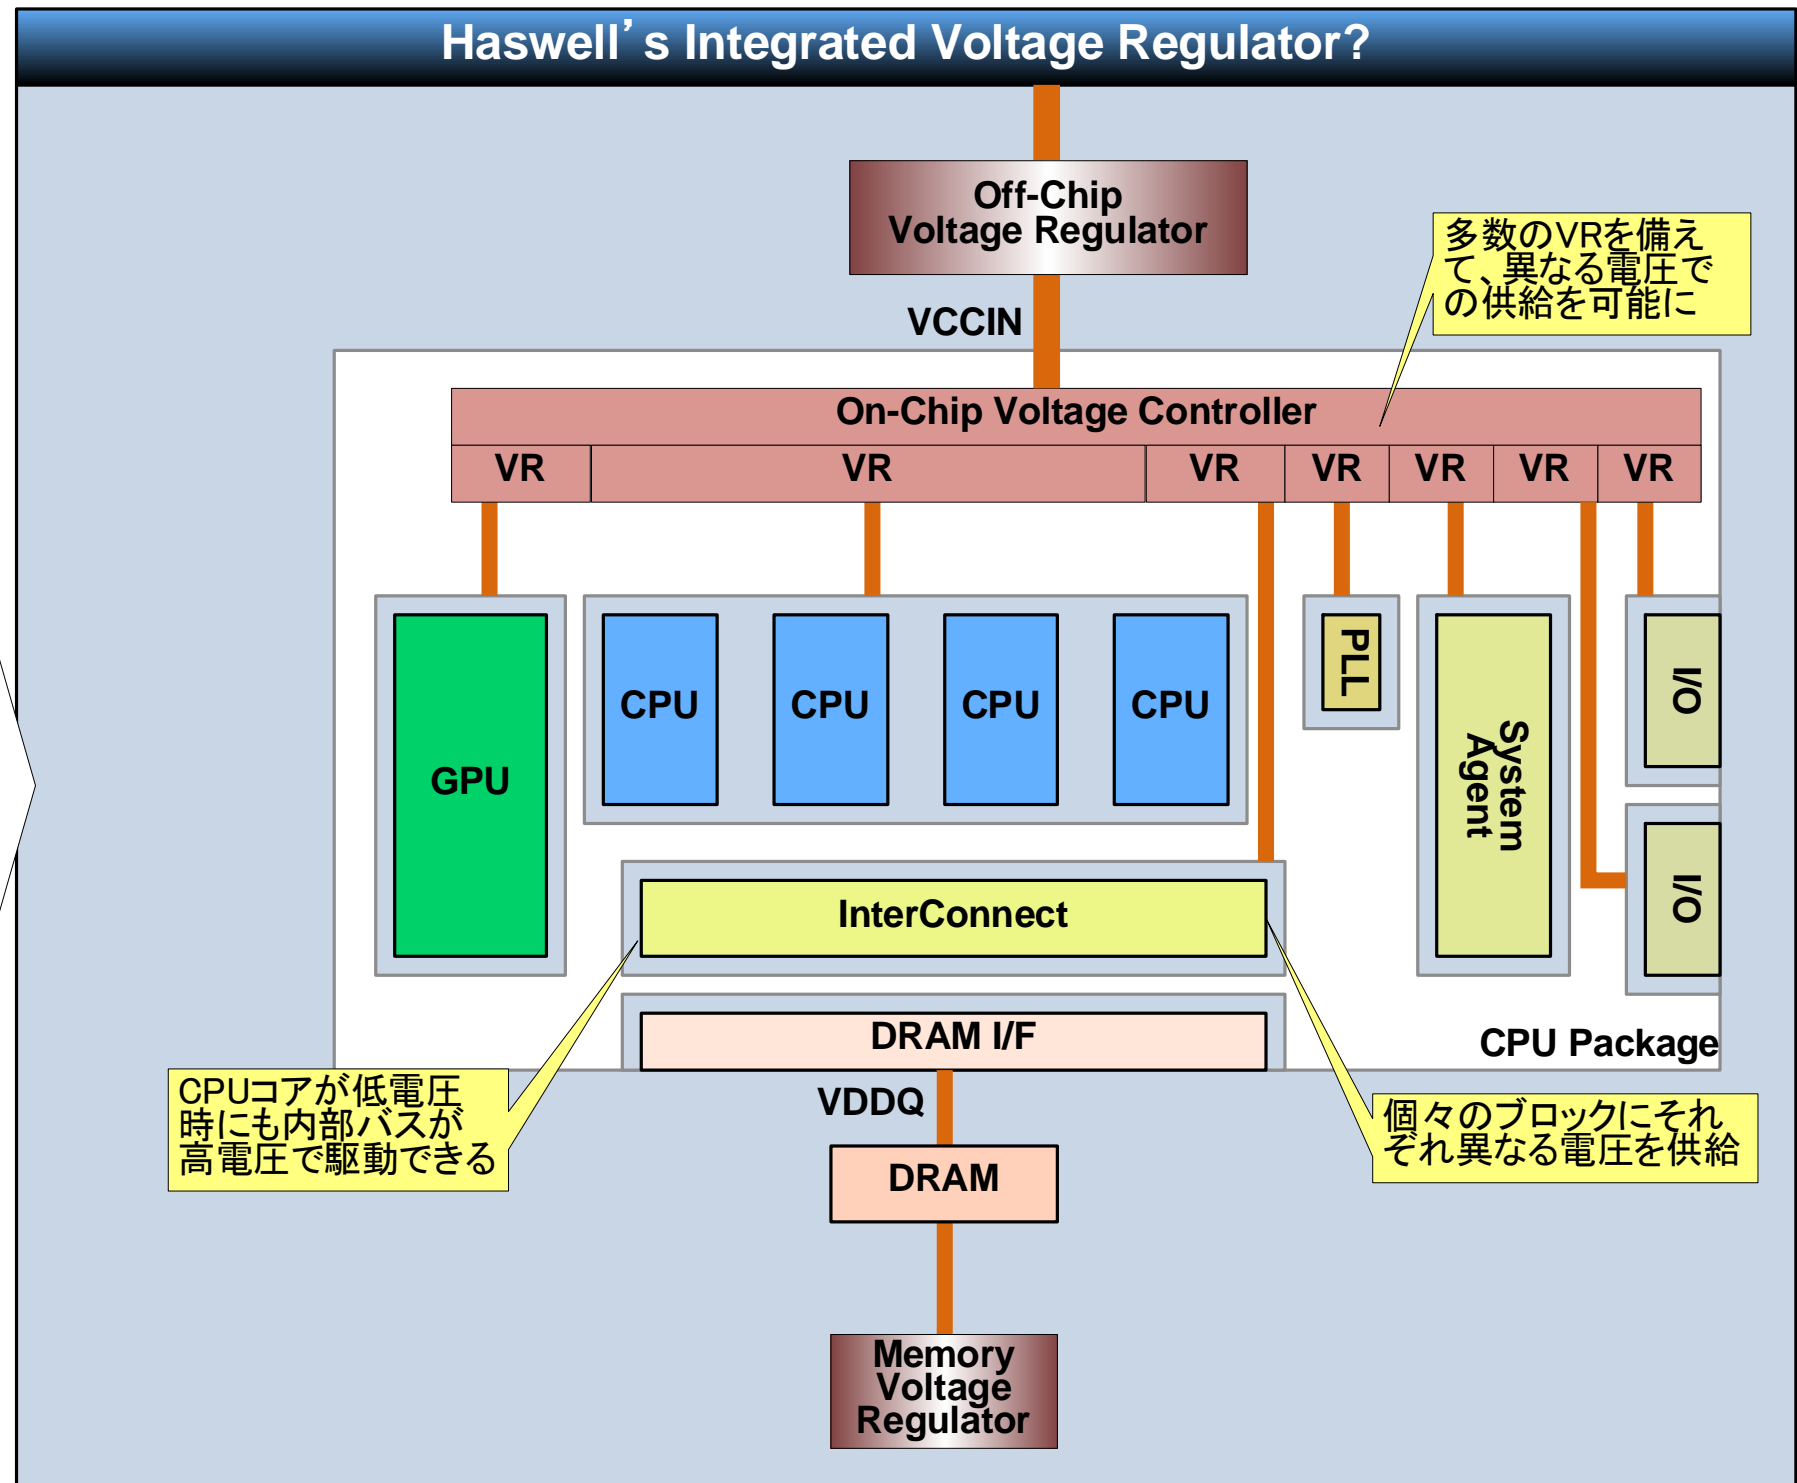 Haswell’s Integrated Voltage Regulator?
Off-Chip
Voltage Regulator
多数のVRを備え
て、異なる電圧で
の供給を可能に
VCCIN
On-Chip Voltage Controller
VR
VR
VR
VR
VR
VR
VR
GPU
CPU
CPU
CPU
CPU
PLL
System
Agent
I/O
I/O
InterConnect
DRAM I/F
CPU Package
CPUコアが低電圧
時にも内部バスが
高電圧で駆動できる
VDDQ
個々のブロックにそれ
ぞれ異なる電圧を供給
DRAM
Memory
Voltage
Regulator